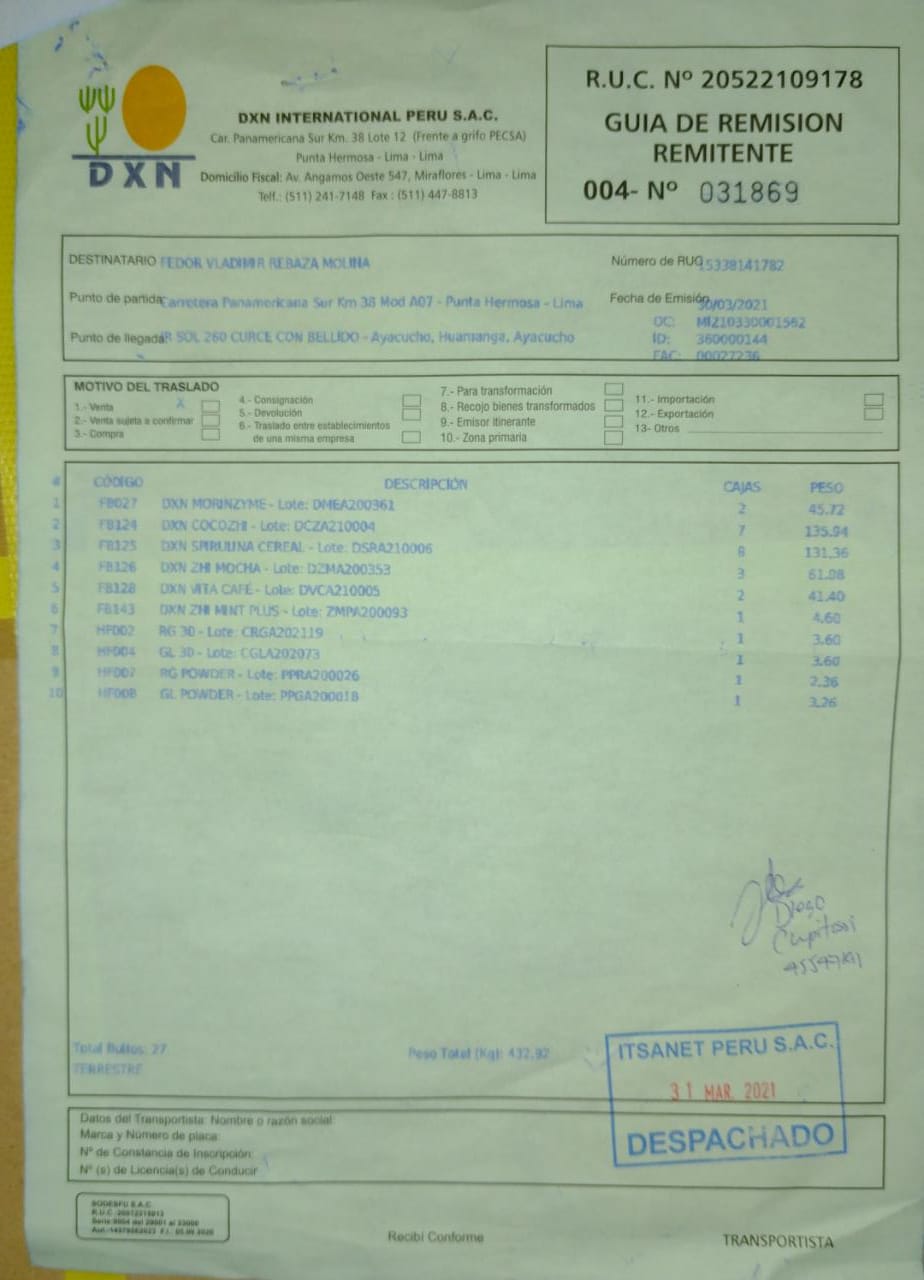 DXN
DXN INTERNATIONAL PERU S.A.C.
Car. Panamericana Sur Km. 38 Lote 12 (Frente a grifo PECSA)
Punta Hermosa - Lima - Lima
Domicilio Fiscal: Av. Angamos Oeste 547, Miraflores - Lima - Lima
Telf.: (511) 241-7148 Fax : (511) 447-8813
R.U.C. Nº 20522109178
GUIA DE REMISION
REMITENTE
004- Nº 031869
DESTINATARIO FEDOR VLADIMIR REBAZA MOLINA
Número de RUC 15338141782
Punto de partida: Carretera Panamericana Sur Km 38 Mod A07 - Punta Hermosa - Lima
Fecha de Emisión 30/03/2021
OC: MIZ10330001562
Punto de llegada: SOL 260 CURCE CON BELLIDO - Ayacucho, Huamanga, Ayacucho
ID: 360000144
FAC: 00027236
MOTIVO DEL TRASLADO
1.- Venta X
2.- Venta sujeta a confirmar
3.- Compra
4.- Consignación
5.- Devolución
6.- Traslado entre establecimientos
de una misma empresa
7.- Para transformación
8.- Recojo bienes transformados
9.- Emisor itinerante
10.- Zona primaria
11.- Importación
12.- Exportación
13- Otros
# CÓDIGO DESCRIPCIÓN CAJAS PESO
1 FB027 DXN MORINZYME - Lote: DMEA200361 2 45.72
2 FB124 DXN COCOZHI - Lote: DCZA210004 7 135.94
3 FB125 DXN SPIRULINA CEREAL - Lote: DSRA210006 8 131.36
4 FB126 DXN ZHI MOCHA - Lote: DZMA200353 3 61.08
5 FB128 DXN VITA CAFÉ - Lote: DVCA210005 2 41.40
6 FB143 DXN ZHI MINT PLUS - Lote: ZMPA200093 1 4.60
7 HF002 RG 30 - Lote: CRGA202119 1 3.60
8 HF004 GL 30 - Lote: CGLA202073 1 3.60
9 HF007 RG POWDER - Lote: PPRA200026 1 2.36
10 HF008 GL POWDER - Lote: PPGA200018 1 3.26
Diego
Total Bultos: 27
Peso Total (Kg): 432.92
TERRESTRE
ITSANET PERU S.A.C.
31 MAR. 2021
DESPACHADO
Datos del Transportista: Nombre o razón social:
Marca y Número de placa:
Nº de Constancia de Inscripción:
Nº (s) de Licencia(s) de Conducir
Recibí Conforme
TRANSPORTISTA